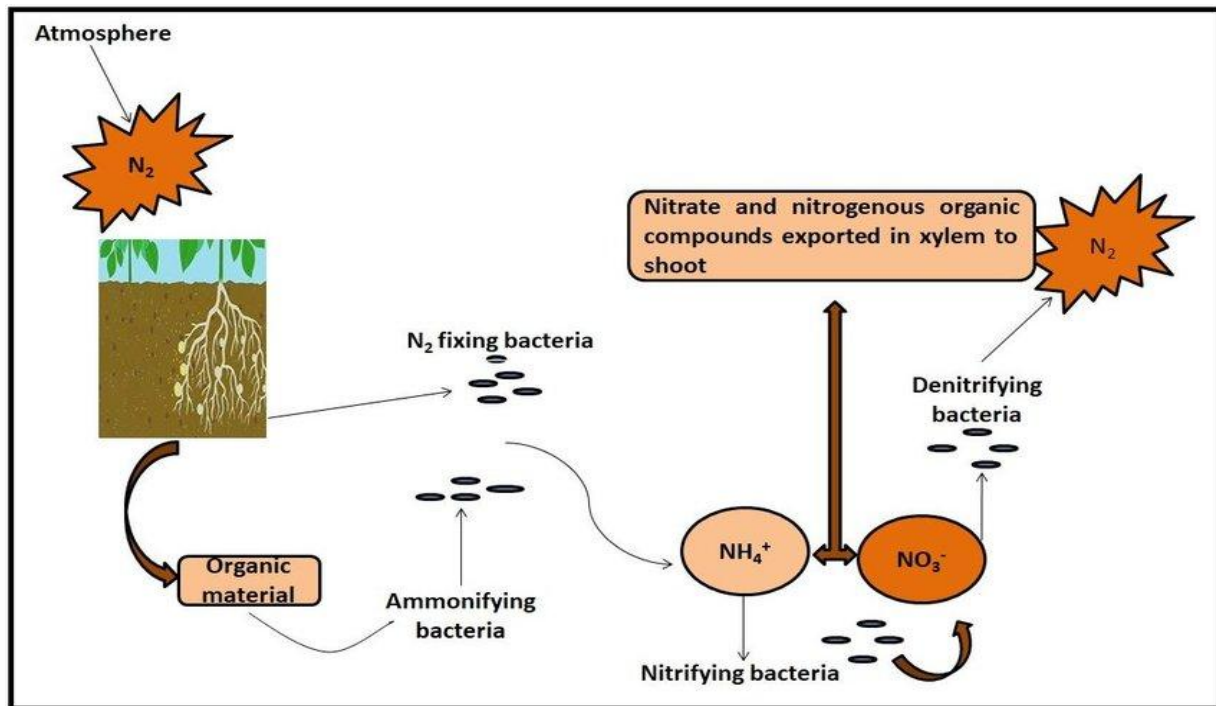 Atmosphere
N₂
Nitrate and nitrogenous organic
compounds exported in xylem to
shoot
N₂
N₂ fixing bacteria
Denitrifying
bacteria
Organic
material
Ammonifying
bacteria
NH₄⁺
NO₃⁻
Nitrifying bacteria